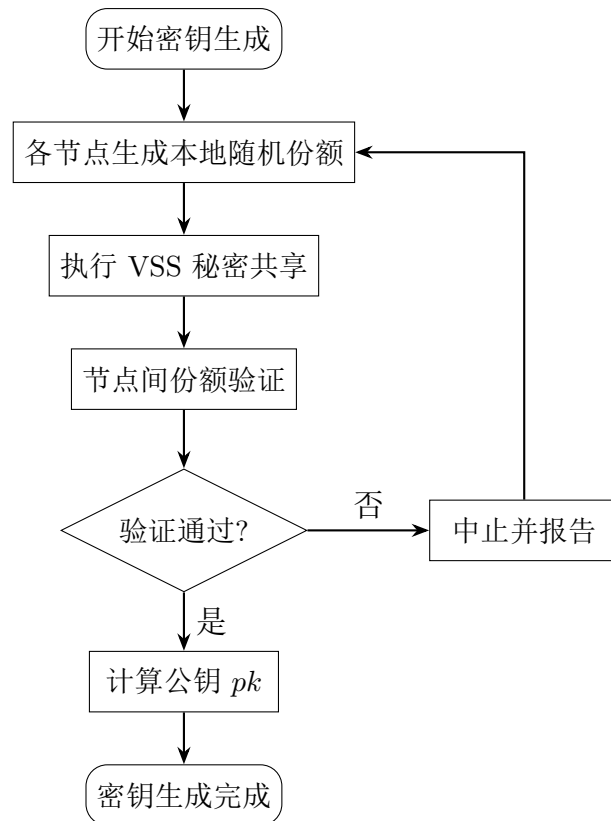 开始密钥生成
各节点生成本地随机份额
执行 VSS 秘密共享
节点间份额验证
验证通过?
否
中止并报告
是
计算公钥 pk
密钥生成完成